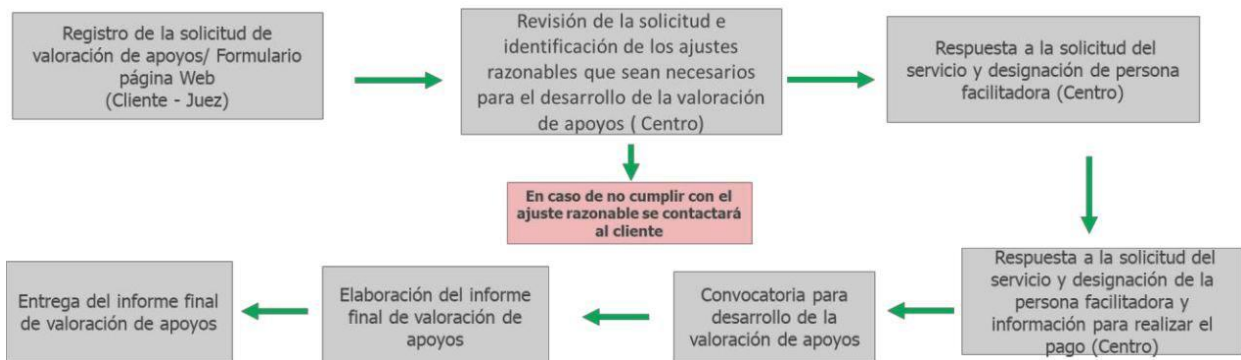 Registro de la solicitud de
valoración de apoyos/ Formulario
página Web
(Cliente - Juez)
Revisión de la solicitud e
identificación de los ajustes
razonables que sean necesarios
para el desarrollo de la valoración
de apoyos ( Centro)
Respuesta a la solicitud del
servicio y designación de persona
facilitadora (Centro)
En caso de no cumplir con el
ajuste razonable se contactará
al cliente
Respuesta a la solicitud del
servicio y designación de la
persona facilitadora y
información para realizar el
pago (Centro)
Convocatoria para
desarrollo de la
valoración de apoyos
Elaboración del informe
final de valoración de
apoyos
Entrega del informe final
de valoración de apoyos